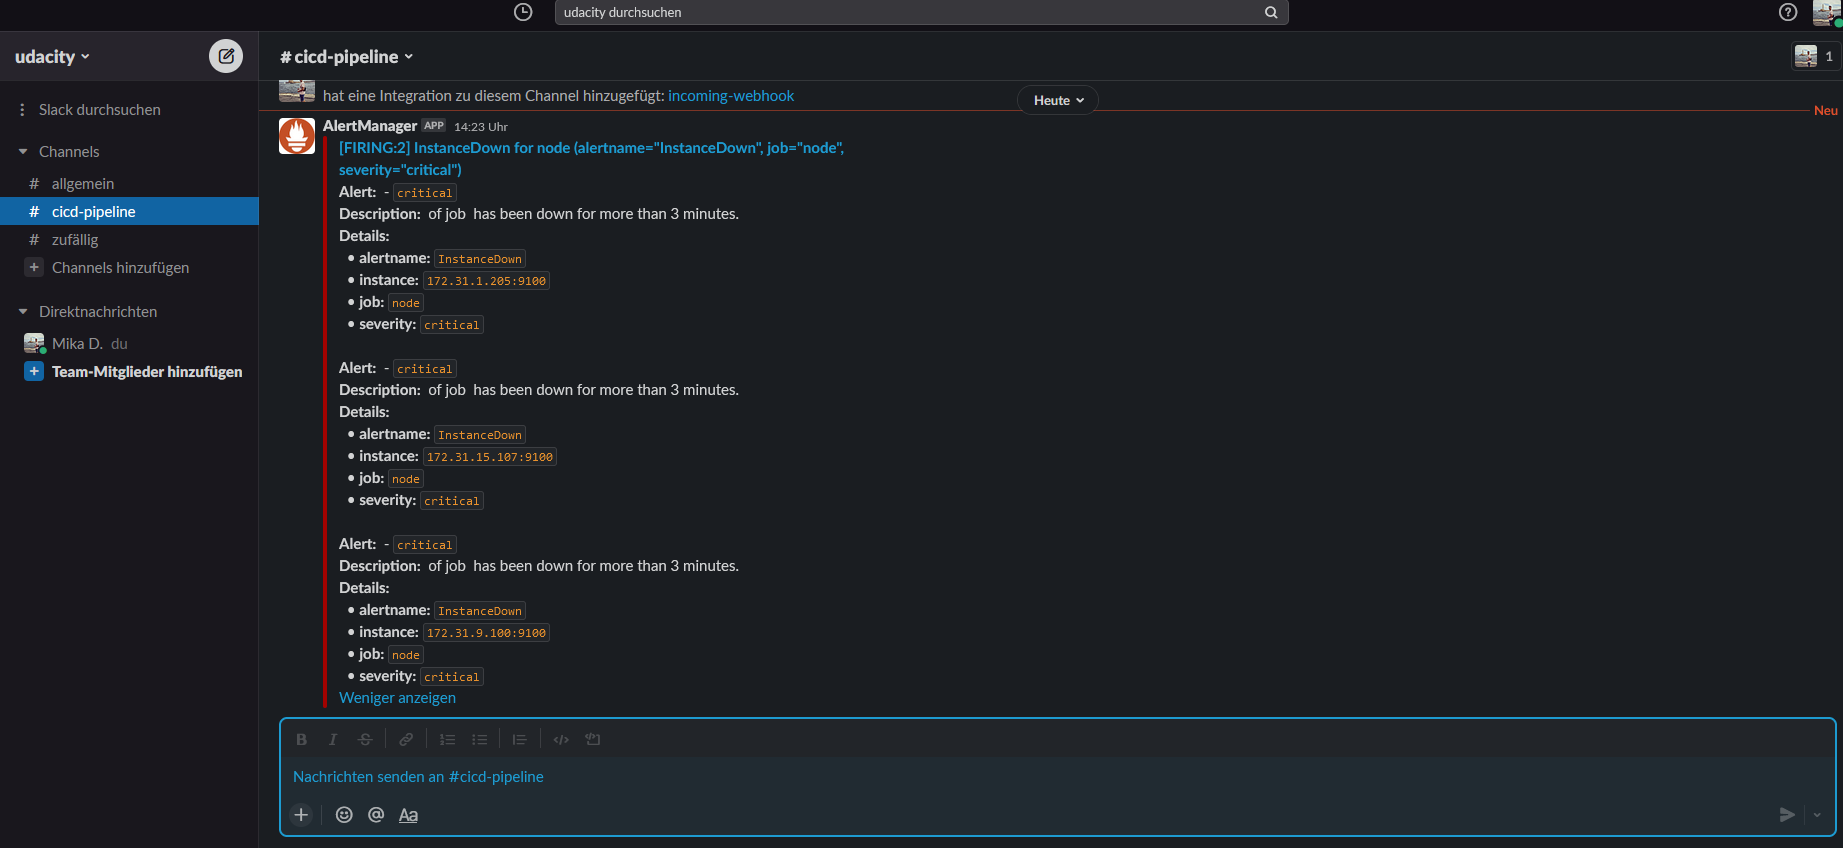 udacity durchsuchen
udacity
# cicd-pipeline
1
Slack durchsuchen
Channels
# allgemein
# cicd-pipeline
# zufällig
+ Channels hinzufügen
Direktnachrichten
Mika D. du
+ Team-Mitglieder hinzufügen
hat eine Integration zu diesem Channel hinzugefügt: incoming-webhook
Heute
Neu
AlertManager APP 14:23 Uhr
[FIRING:2] InstanceDown for node (alertname="InstanceDown", job="node",
severity="critical")
Alert: - critical
Description: of job has been down for more than 3 minutes.
Details:
• alertname: InstanceDown
• instance: 172.31.1.205:9100
• job: node
• severity: critical
Alert: - critical
Description: of job has been down for more than 3 minutes.
Details:
• alertname: InstanceDown
• instance: 172.31.15.107:9100
• job: node
• severity: critical
Alert: - critical
Description: of job has been down for more than 3 minutes.
Details:
• alertname: InstanceDown
• instance: 172.31.9.100:9100
• job: node
• severity: critical
Weniger anzeigen
B I S
Nachrichten senden an #cicd-pipeline
+ @ Aa